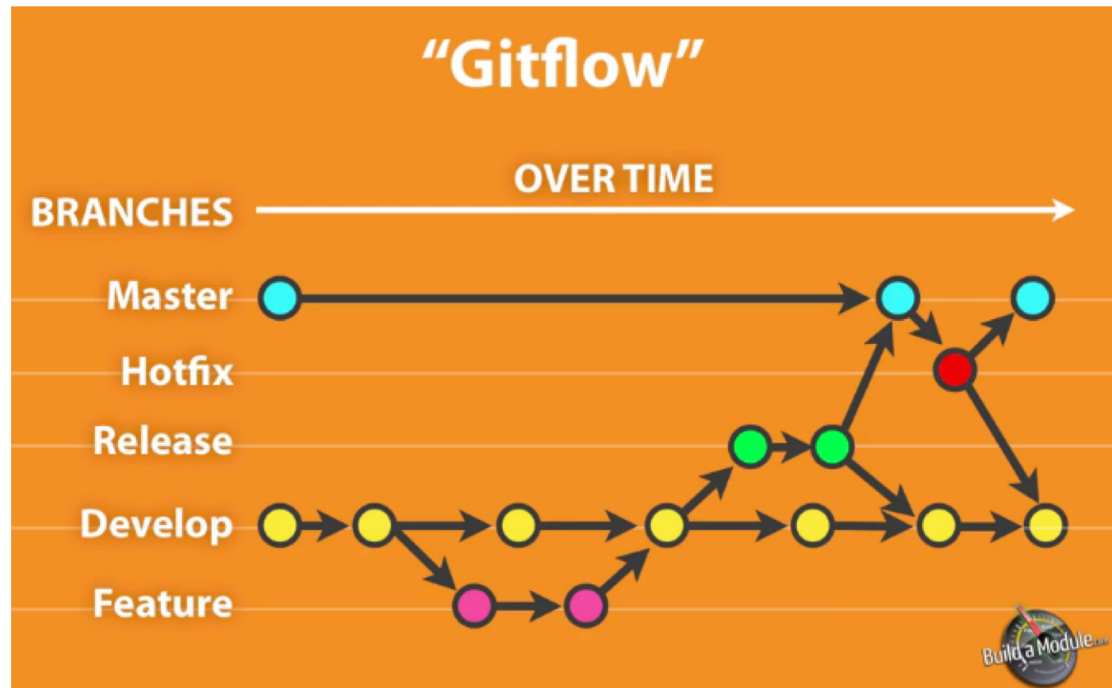 “Gitflow”
OVER TIME
BRANCHES
Master
Hotfix
Release
Develop
Feature
Build a Module